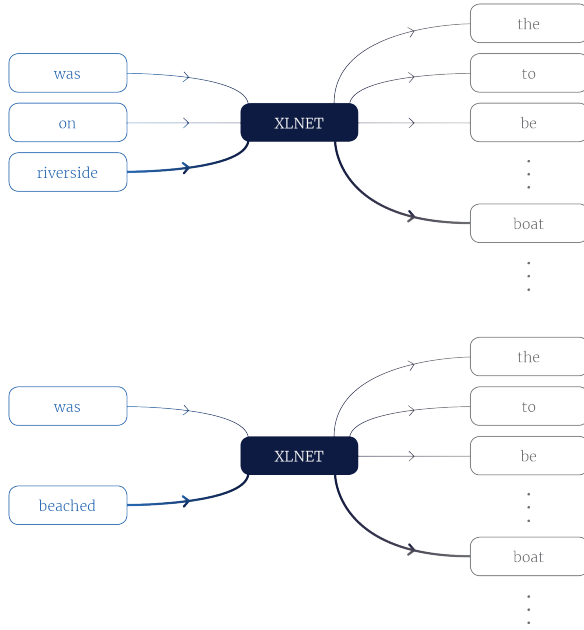 the
was
to
on
XLNET
be
riverside
boat
the
was
to
XLNET
be
beached
boat